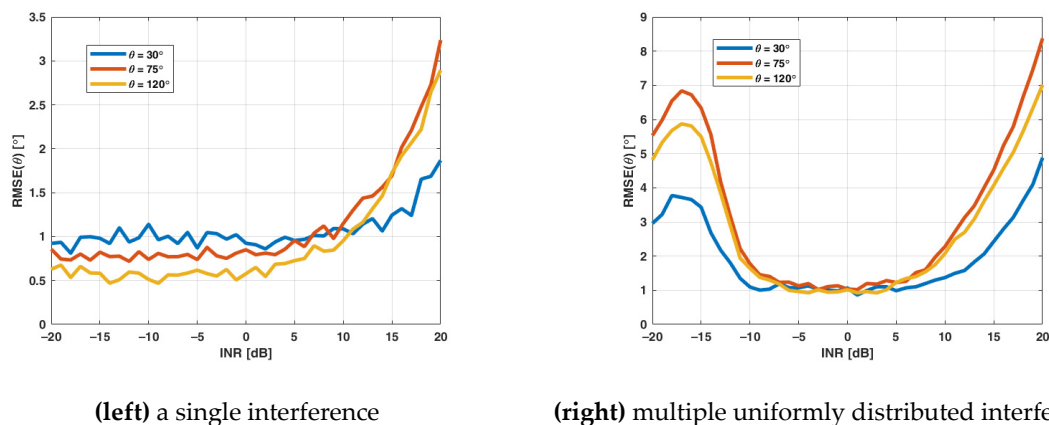 3.5
3
2.5
2
1.5
1
0.5
0
RMSE(θ) [°]
θ = 30°
θ = 75°
θ = 120°
−20 −15 −10 −5 0 5 10 15 20
INR [dB]
9
8
7
6
5
4
3
2
1
0
RMSE(θ) [°]
θ = 30°
θ = 75°
θ = 120°
−20 −15 −10 −5 0 5 10 15 20
INR [dB]
(left) a single interference
(right) multiple uniformly distributed interfe